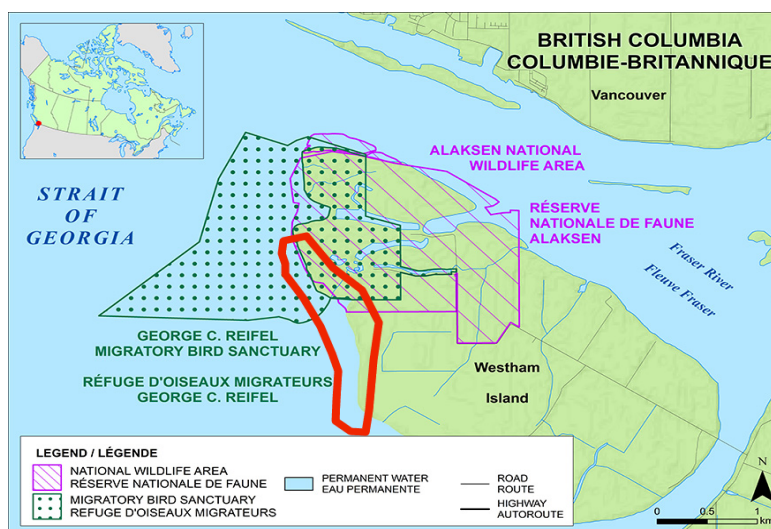 BRITISH COLUMBIA
COLUMBIE-BRITANNIQUE
Vancouver
ALAKSEN NATIONAL
WILDLIFE AREA
RÉSERVE
NATIONALE DE FAUNE
ALAKSEN
STRAIT
OF
GEORGIA
Fraser River
Fleuve Fraser
GEORGE C. REIFEL
MIGRATORY BIRD SANCTUARY
RÉFUGE D'OISEAUX MIGRATEURS
GEORGE C. REIFEL
Westham
Island
LEGEND / LÉGENDE
NATIONAL WILDLIFE AREA
RÉSERVE NATIONALE DE FAUNE
MIGRATORY BIRD SANCTUARY
REFUGE D'OISEAUX MIGRATEURS
PERMANENT WATER
EAU PERMANENTE
ROAD
ROUTE
HIGHWAY
AUTOROUTE
N
0 0.5 1
km